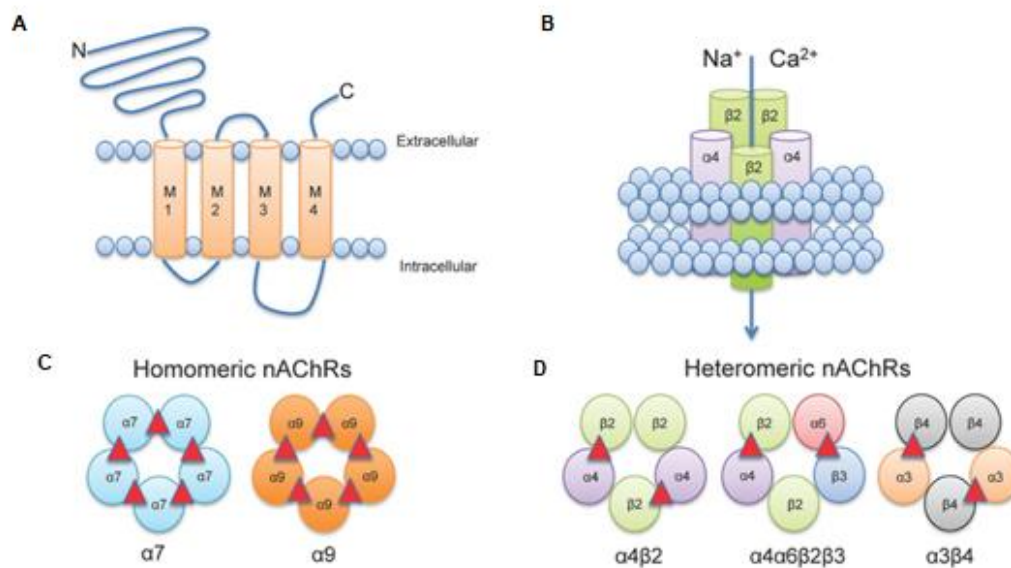 A
N
C
Extracellular
M
1
M
2
M
3
M
4
Intracellular
B
Na⁺ Ca²⁺
β2 β2
α4 α4
β2
C
Homomeric nAChRs
α7 α7
α7 α7
α7
α7
α9 α9
α9 α9
α9
α9
D
Heteromeric nAChRs
β2 β2
α4 α4
β2
α4β2
β2 α6
α4 β3
β2
α4α6β2β3
β4 β4
α3 α3
β4
α3β4